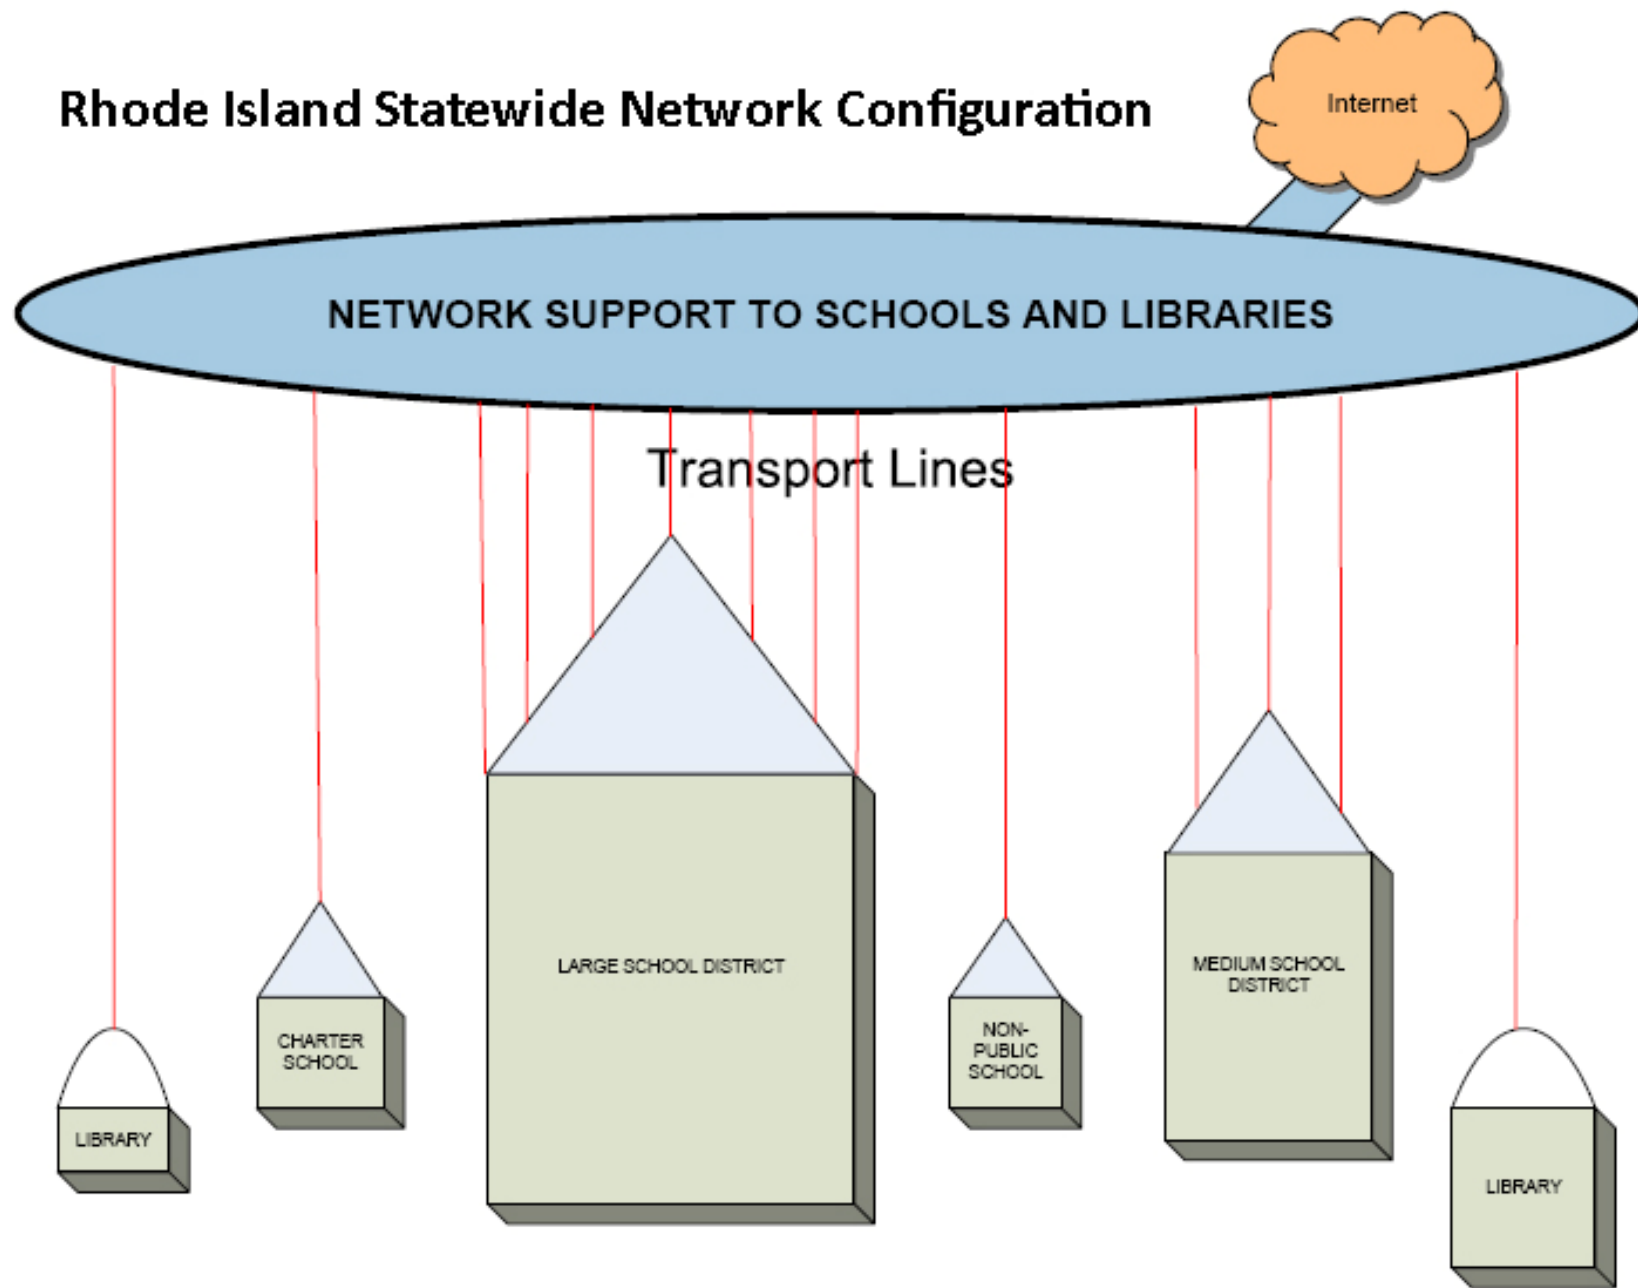 Rhode Island Statewide Network Configuration
Internet
NETWORK SUPPORT TO SCHOOLS AND LIBRARIES
Transport Lines
LARGE SCHOOL DISTRICT
MEDIUM SCHOOL
DISTRICT
CHARTER
SCHOOL
NON-
PUBLIC
SCHOOL
LIBRARY
LIBRARY